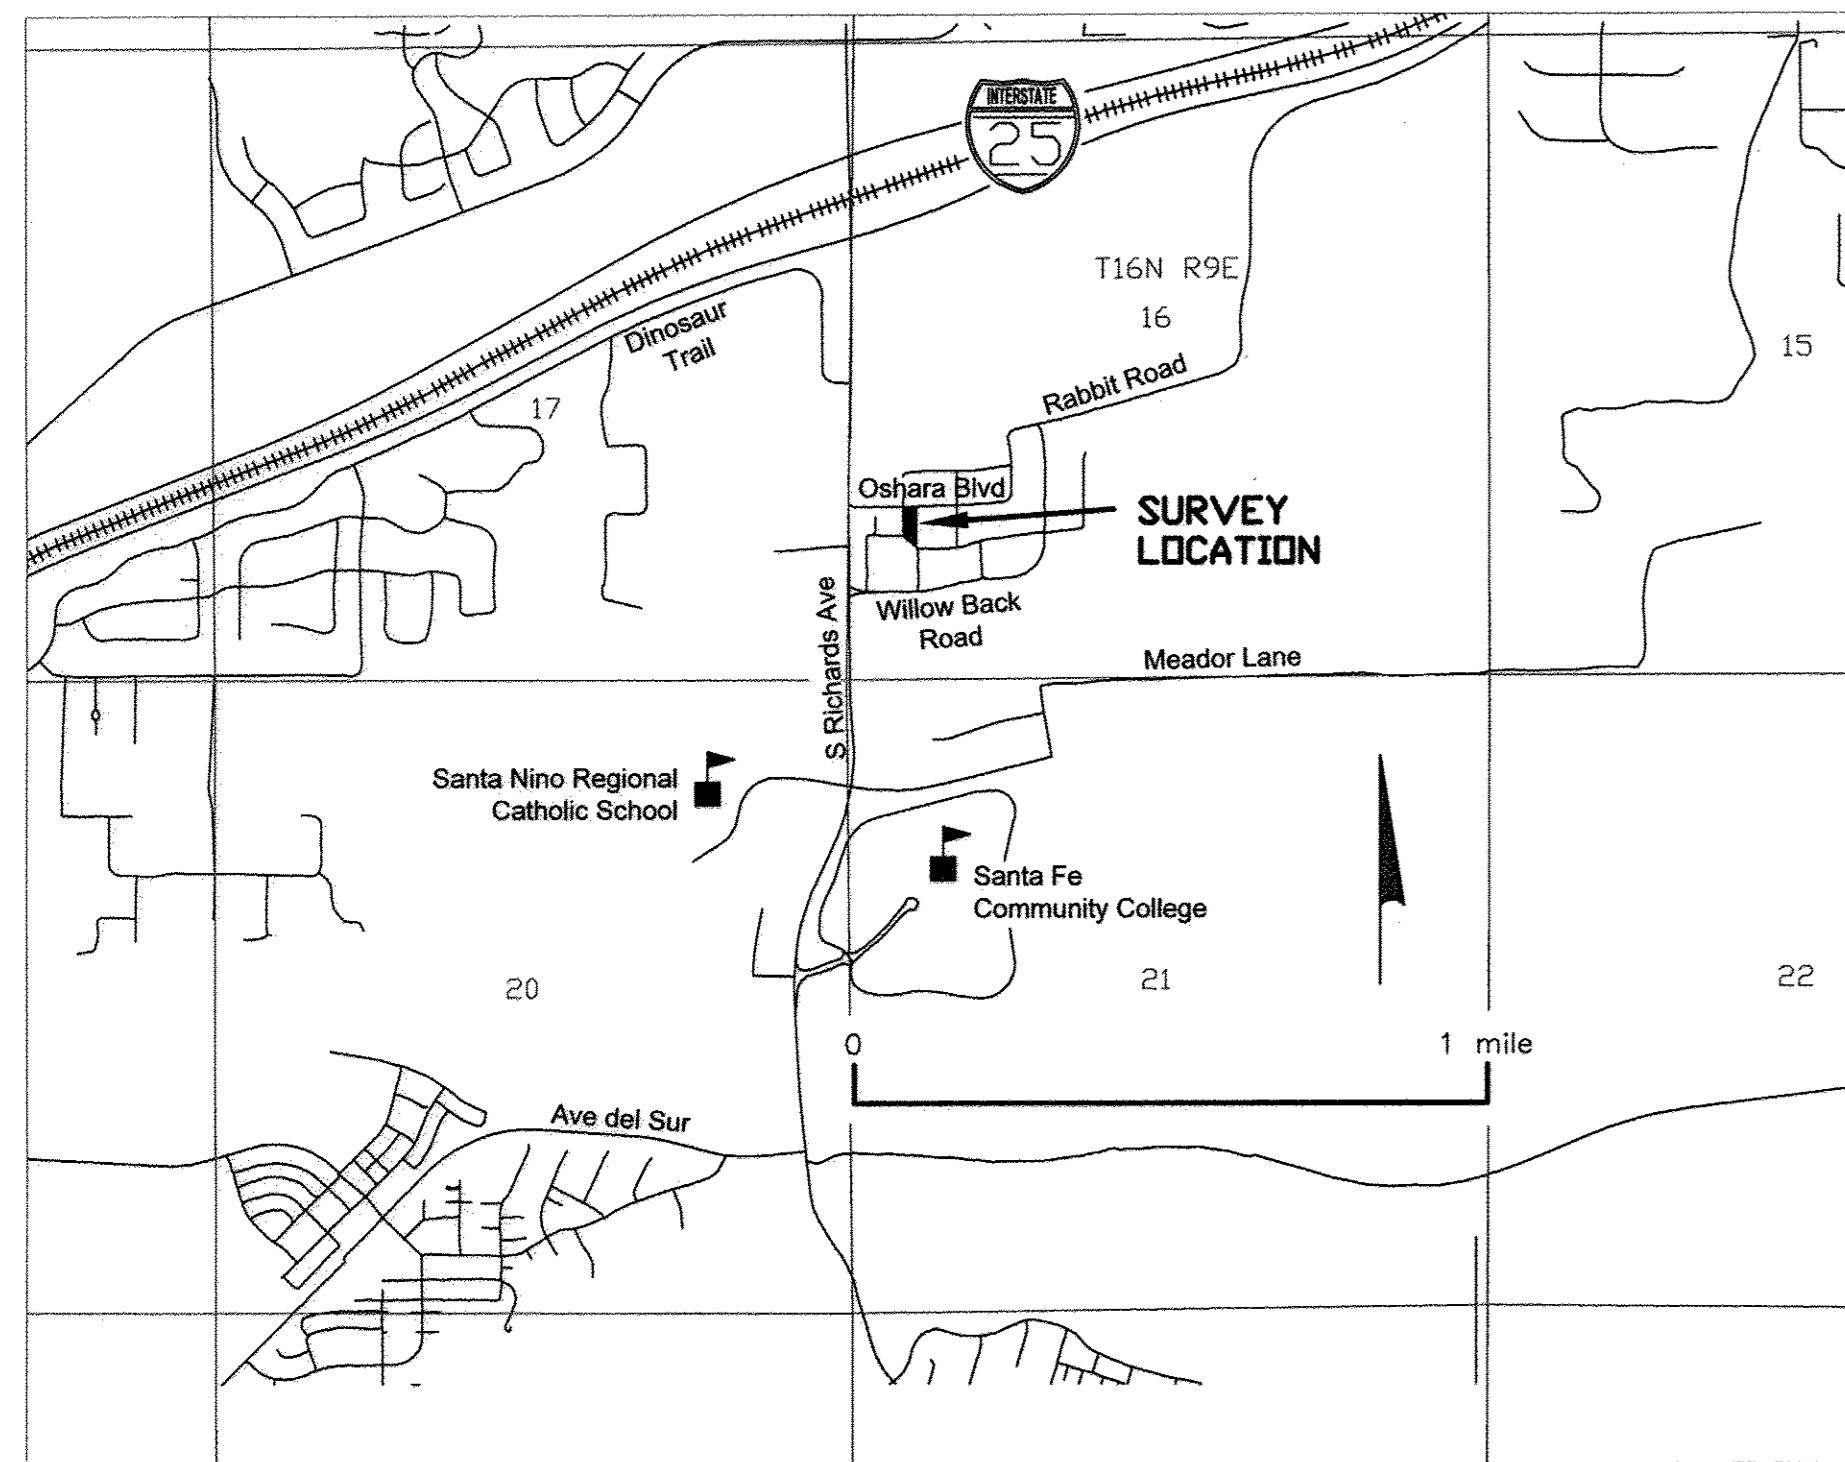 INTERSTATE
25
T16N R9E
16
15
Dinosaur
Trail
Rabbit Road
17
Oshara Blvd
SURVEY
LOCATION
S Richards Ave
Willow Back
Road
Meador Lane
Santa Nino Regional
Catholic School
Santa Fe
Community College
20
21
22
0
1 mile
Ave del Sur